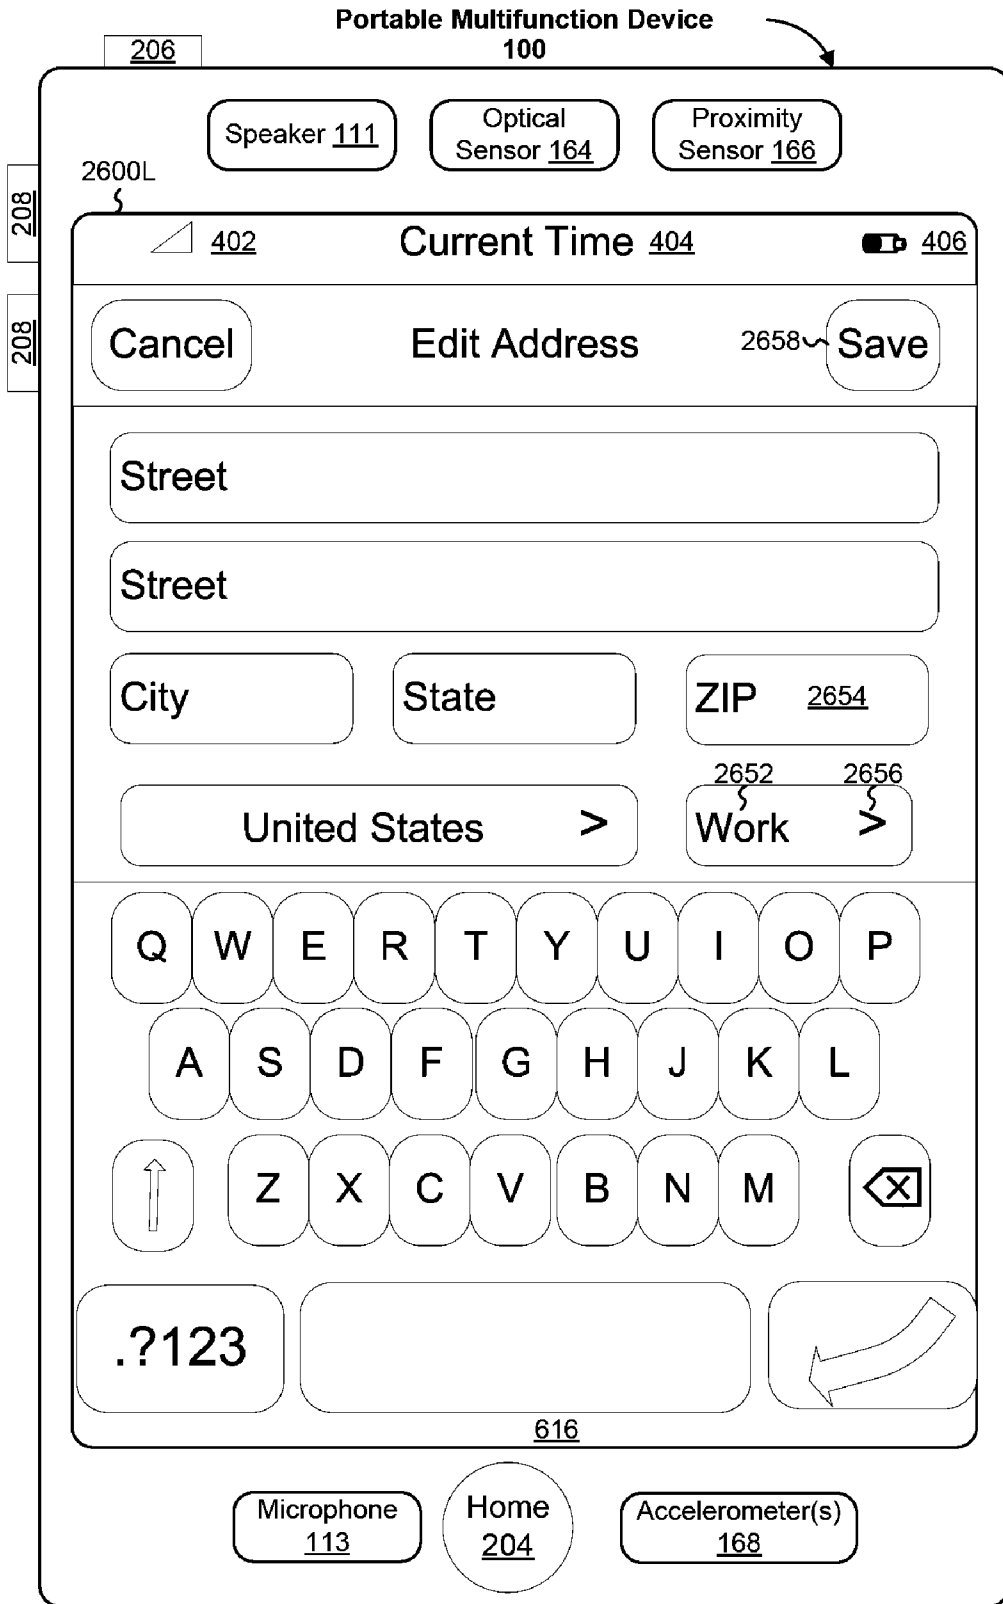 Portable Multifunction Device
100
206
Speaker 111
Optical
Sensor 164
Proximity
Sensor 166
2600L
208
208
402
Current Time 404
406
Cancel
Edit Address
2658
Save
Street
Street
City
State
ZIP 2654
2652
2656
United States >
Work >
Q W E R T Y U I O P
A S D F G H J K L
Z X C V B N M
.?123
616
Microphone
113
Home
204
Accelerometer(s)
168